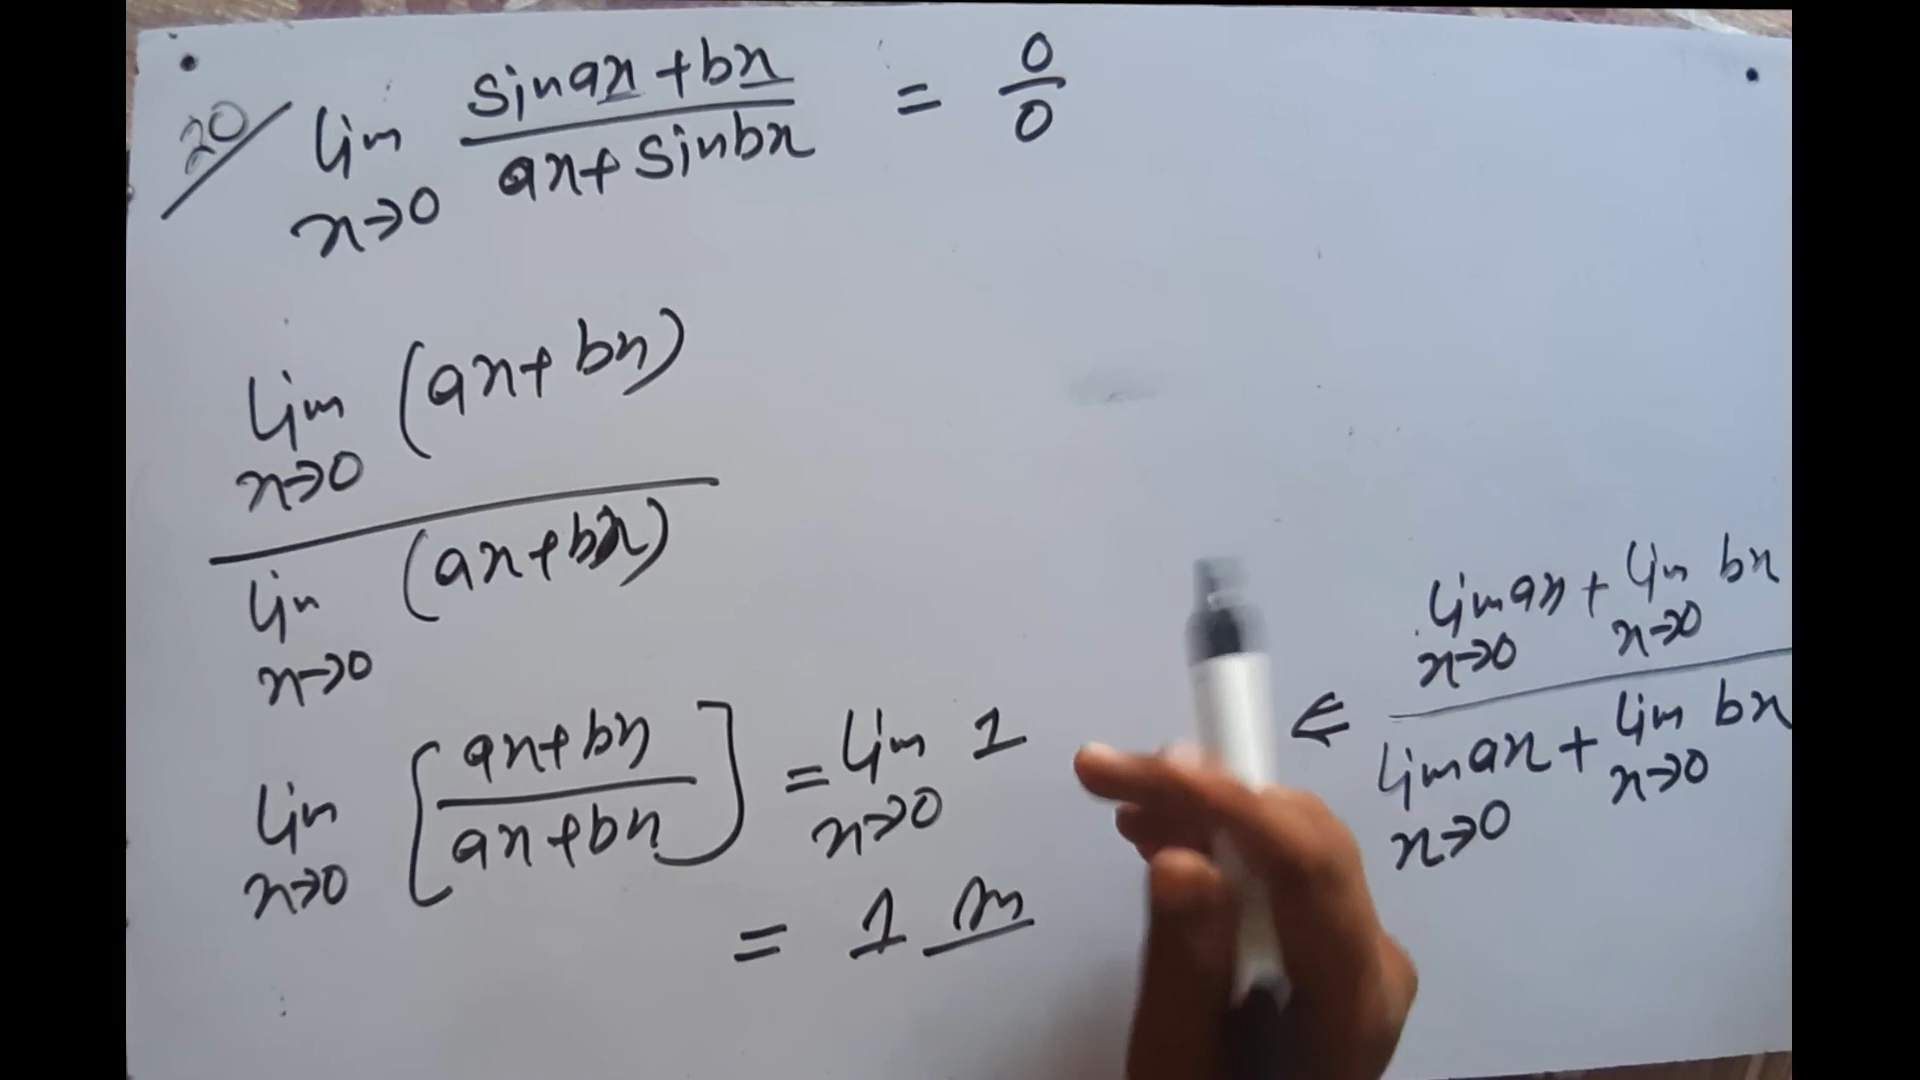 20/ lim x→0 (sin ax + bx)/(ax + sin bx) = 0/0
lim x→0 (ax + bx)
lim x→0 (ax + bx)
lim ax x→0 + lim x→0 bx
⇐
lim ax x→0 + lim x→0 bx
lim x→0 [(ax + bx)/(ax + bx)] = lim x→0 1
= 1